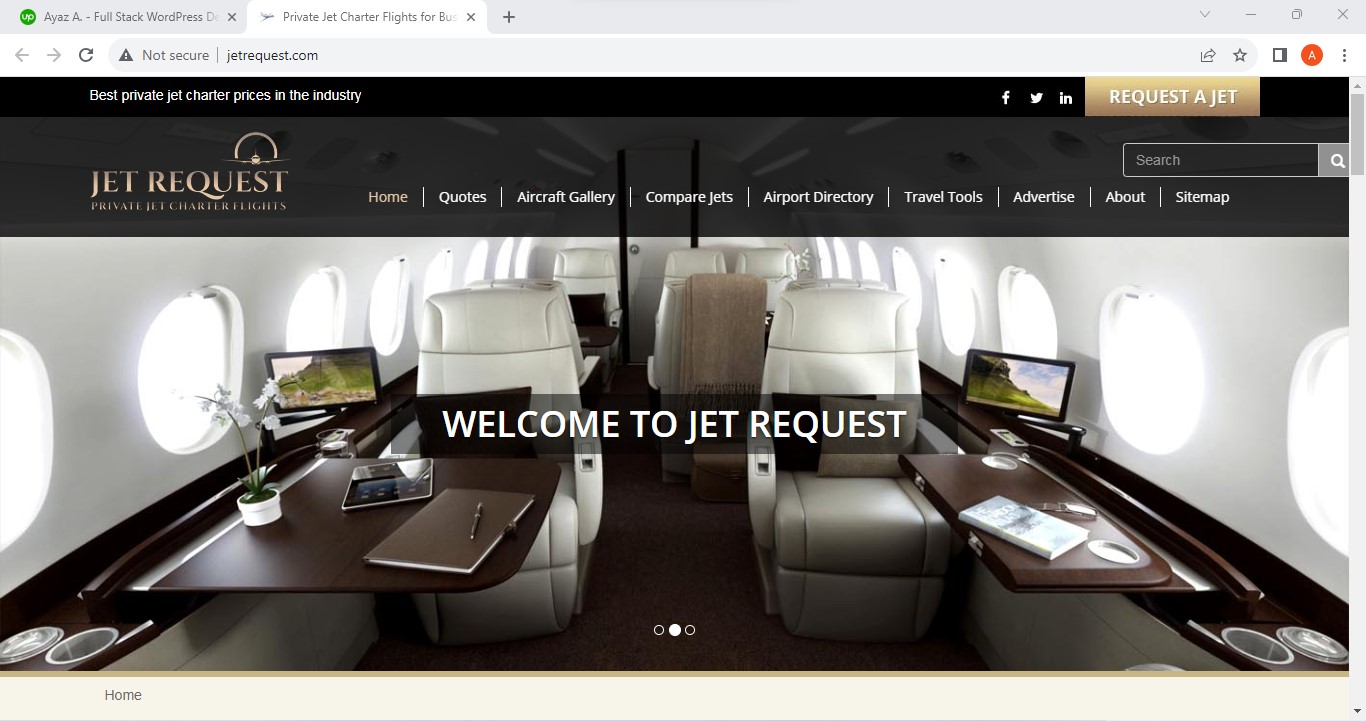 up Ayaz A. - Full Stack WordPress De
Private Jet Charter Flights for Bus
Not secure jetrequest.com
A
Best private jet charter prices in the industry
f in REQUEST A JET
JET REQUEST
PRIVATE JET CHARTER FLIGHTS
Search
Home Quotes Aircraft Gallery Compare Jets Airport Directory Travel Tools Advertise About Sitemap
WELCOME TO JET REQUEST
Home